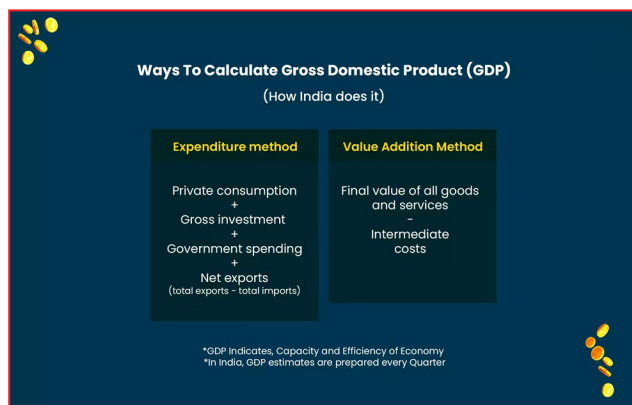 Ways To Calculate Gross Domestic Product (GDP)
(How India does it)
Expenditure method
Private consumption
+
Gross investment
+
Government spending
+
Net exports
(total exports - total imports)
Value Addition Method
Final value of all goods
and services
-
Intermediate
costs
*GDP Indicates, Capacity and Efficiency of Economy
*In India, GDP estimates are prepared every Quarter